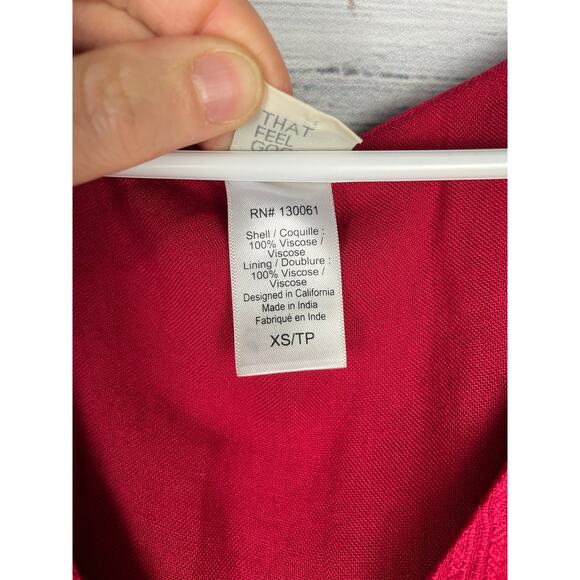 THAT
FEEL
RN# 130061
Shell / Coquille :
100% Viscose /
Viscose
Lining / Doublure :
100% Viscose /
Viscose
Designed in California
Made in India
Fabriqué en Inde
XS/TP